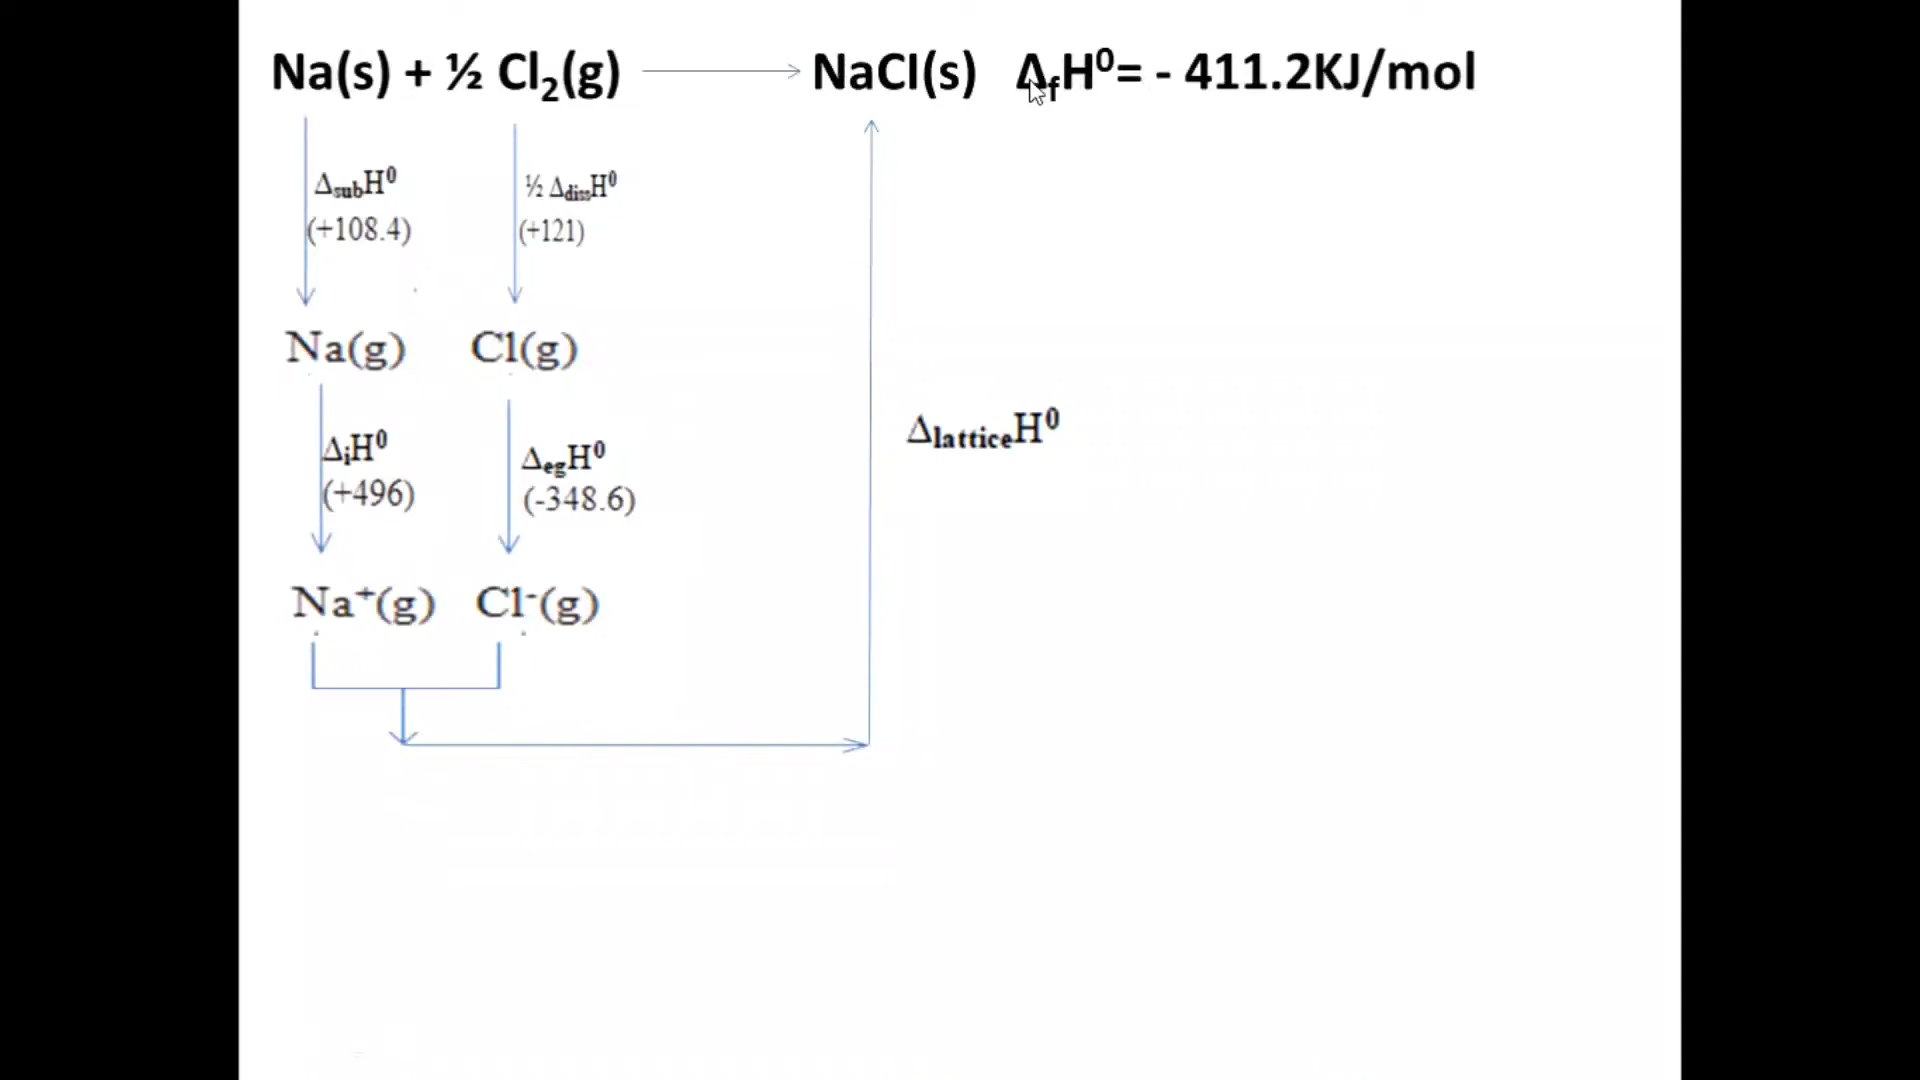 Na(s) + ½ Cl₂(g) NaCl(s) ΔfH⁰= - 411.2KJ/mol
ΔsubH⁰ ½ ΔdissH⁰
(+108.4) (+121)
Na(g) Cl(g)
ΔlatticeH⁰
ΔiH⁰ ΔegH⁰
(+496) (-348.6)
Na⁺(g) Cl⁻(g)